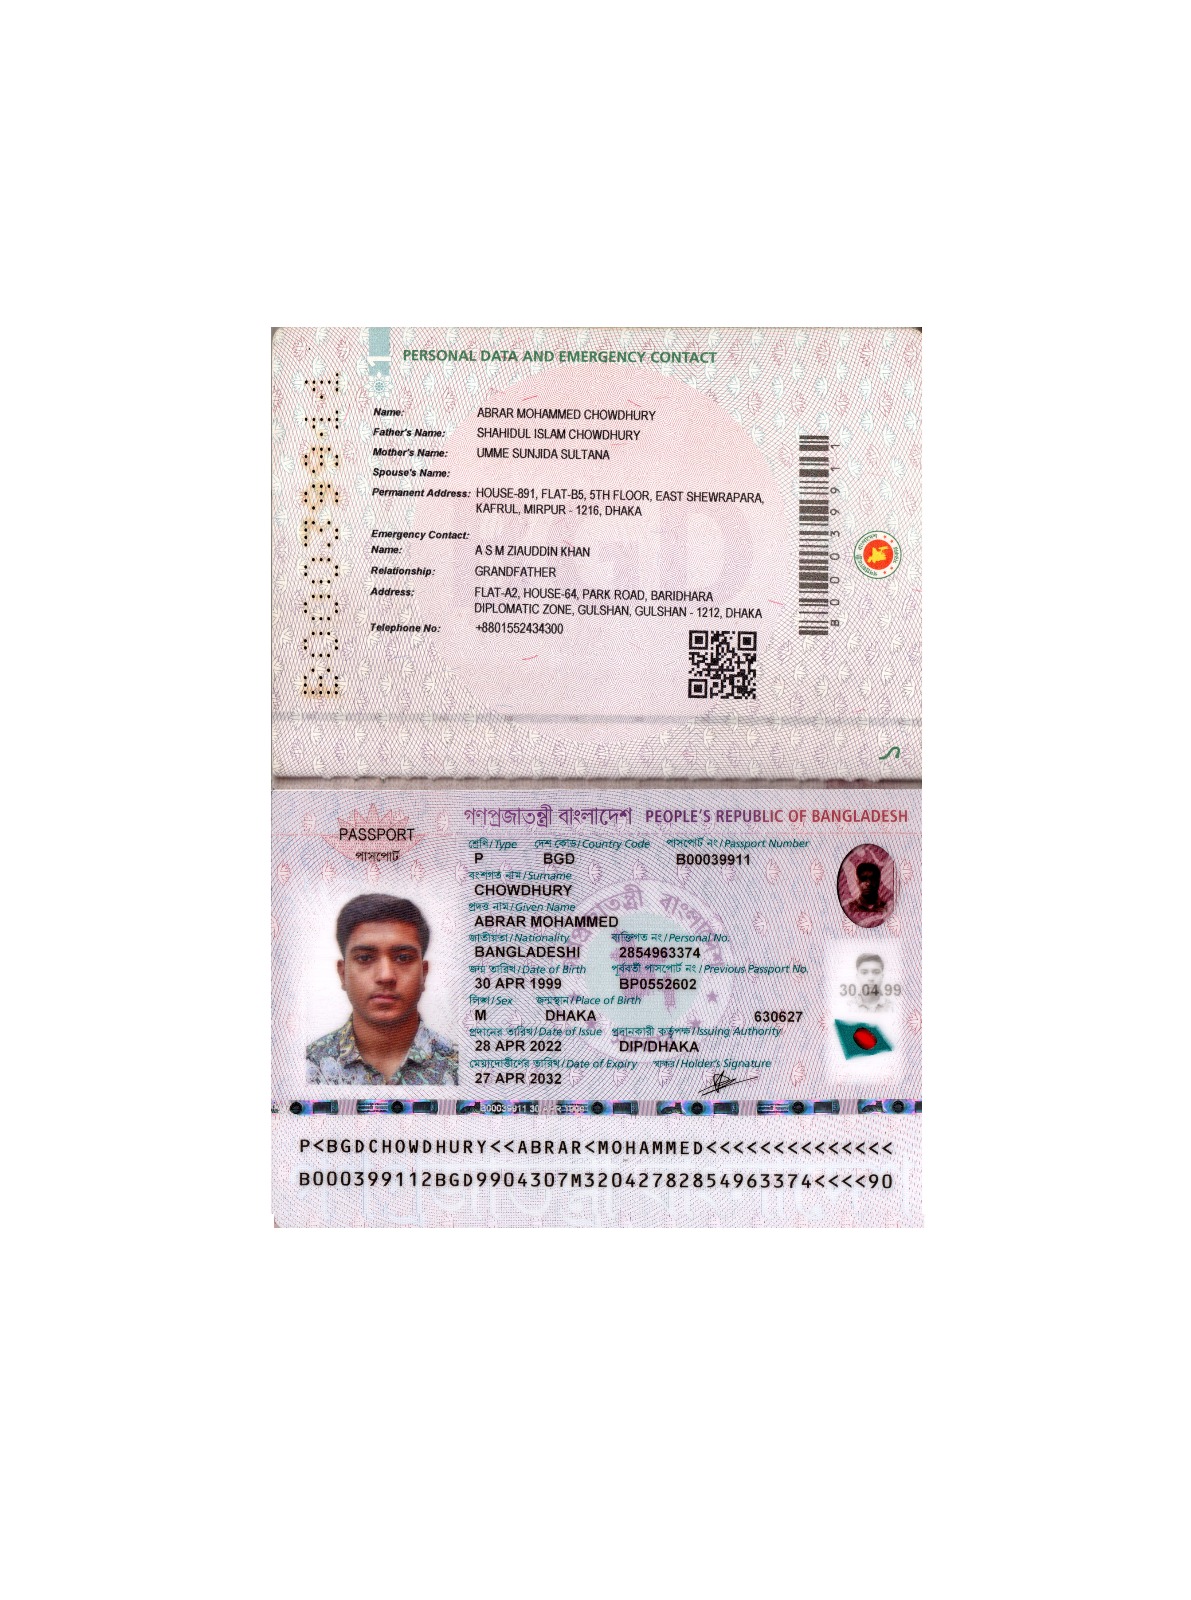 1
PERSONAL DATA AND EMERGENCY CONTACT
B00039911
Name: ABRAR MOHAMMED CHOWDHURY
Father's Name: SHAHIDUL ISLAM CHOWDHURY
Mother's Name: UMME SUNJIDA SULTANA
Spouse's Name:
Permanent Address: HOUSE-891, FLAT-B5, 5TH FLOOR, EAST SHEWRAPARA,
KAFRUL, MIRPUR - 1216, DHAKA
Emergency Contact:
Name: A S M ZIAUDDIN KHAN
Relationship: GRANDFATHER
Address: FLAT-A2, HOUSE-64, PARK ROAD, BARIDHARA
DIPLOMATIC ZONE, GULSHAN, GULSHAN - 1212, DHAKA
Telephone No: +8801552434300
B00039911
BGD
গণপ্রজাতন্ত্রী বাংলাদেশ PEOPLE'S REPUBLIC OF BANGLADESH
PASSPORT
পাসপোর্ট
শ্রেণি/Type দেশ কোড/Country Code পাসপোর্ট নং/Passport Number
P BGD B00039911
বংশগত নাম/Surname
CHOWDHURY
প্রদত্ত নাম/Given Name
ABRAR MOHAMMED
জাতীয়তা/Nationality ব্যক্তিগত নং/Personal No.
BANGLADESHI 2854963374
জন্ম তারিখ/Date of Birth পূর্ববর্তী পাসপোর্ট নং/Previous Passport No.
30 APR 1999 BP0552602
30.04.99
লিঙ্গ/Sex জন্মস্থান/Place of Birth
M DHAKA 630627
প্রদানের তারিখ/Date of Issue প্রদানকারী কর্তৃপক্ষ/Issuing Authority
28 APR 2022 DIP/DHAKA
মেয়াদোত্তীর্ণের তারিখ/Date of Expiry স্বাক্ষর/Holder's Signature
27 APR 2032
P<BGDCHOWDHURY<<ABRAR<MOHAMMED<<<<<<<<<<<<<<
B000399112BGD9904307M32042782854963374<<<<90